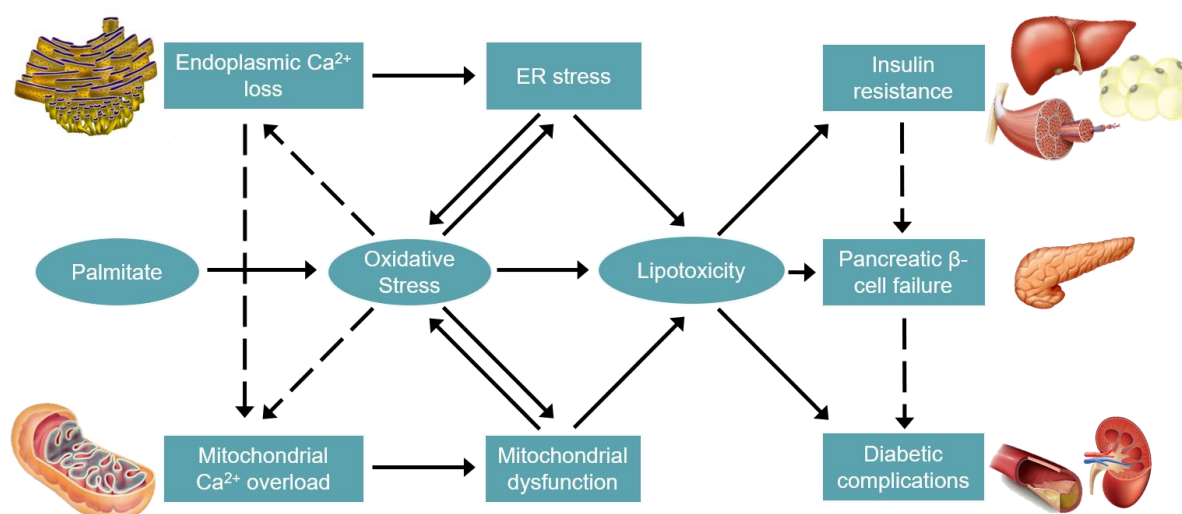 Endoplasmic Ca²⁺
loss
ER stress
Insulin
resistance
Palmitate
Oxidative
Stress
Lipotoxicity
Pancreatic β-
cell failure
Mitochondrial
Ca²⁺ overload
Mitochondrial
dysfunction
Diabetic
complications